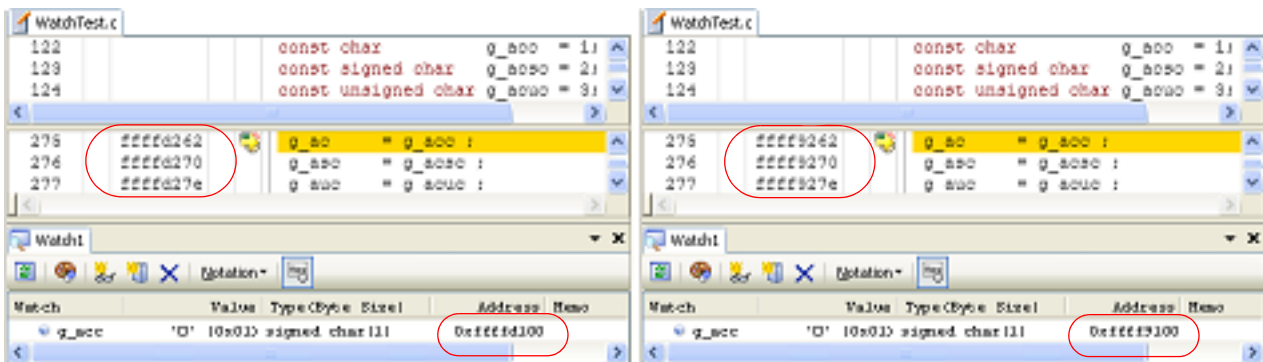 WatchTest.c
122 const char g_acc = 1;
123 const signed char g_acsc = 2;
124 const unsigned char g_acuc = 3;
275 ffffd262 g_ac = g_acc ;
276 ffffd270 g_asc = g_acsc ;
277 ffffd27e g_auc = g_acuc ;
Watch1
Notation
Watch Value Type(Byte Size) Address Memo
g_acc (0x01) signed char[1] 0xffffd100
WatchTest.c
122 const char g_acc = 1;
123 const signed char g_acsc = 2;
124 const unsigned char g_acuc = 3;
275 ffff9262 g_ac = g_acc ;
276 ffff9270 g_asc = g_acsc ;
277 ffff927e g_auc = g_acuc ;
Watch1
Notation
Watch Value Type(Byte Size) Address Memo
g_acc (0x01) signed char[1] 0xffff9100